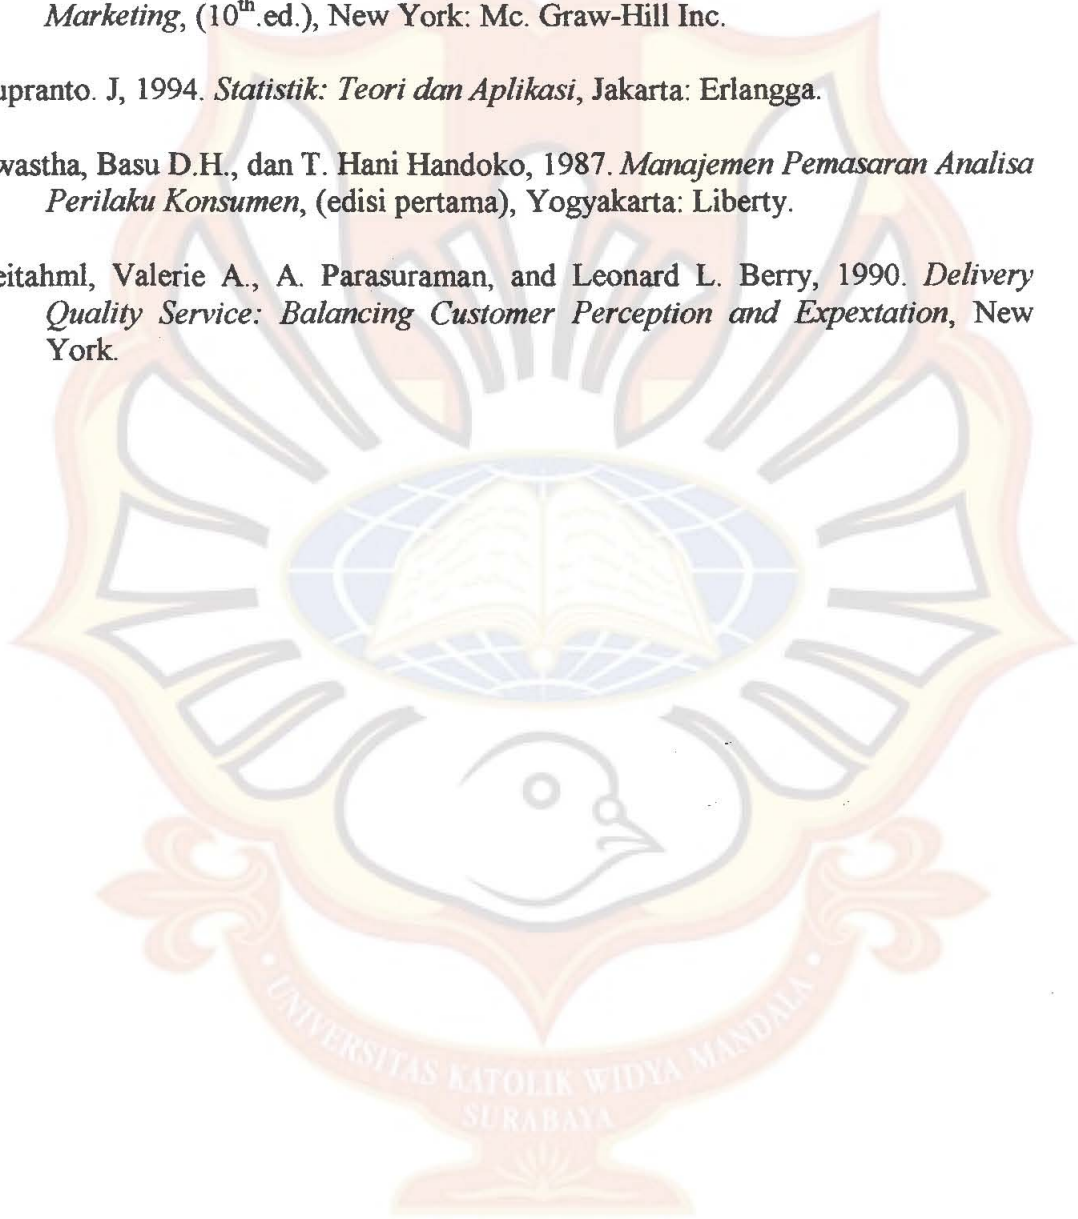 Marketing, (10th.ed.), New York: Mc. Graw-Hill Inc.
upranto. J, 1994. Statistik: Teori dan Aplikasi, Jakarta: Erlangga.
wastha, Basu D.H., dan T. Hani Handoko, 1987. Manajemen Pemasaran Analisa
Perilaku Konsumen, (edisi pertama), Yogyakarta: Liberty.
eitahml, Valerie A., A. Parasuraman, and Leonard L. Berry, 1990. Delivery
Quality Service: Balancing Customer Perception and Expextation, New
York.
UNIVERSITAS KATOLIK WIDYA MANDALA
SURABAYA